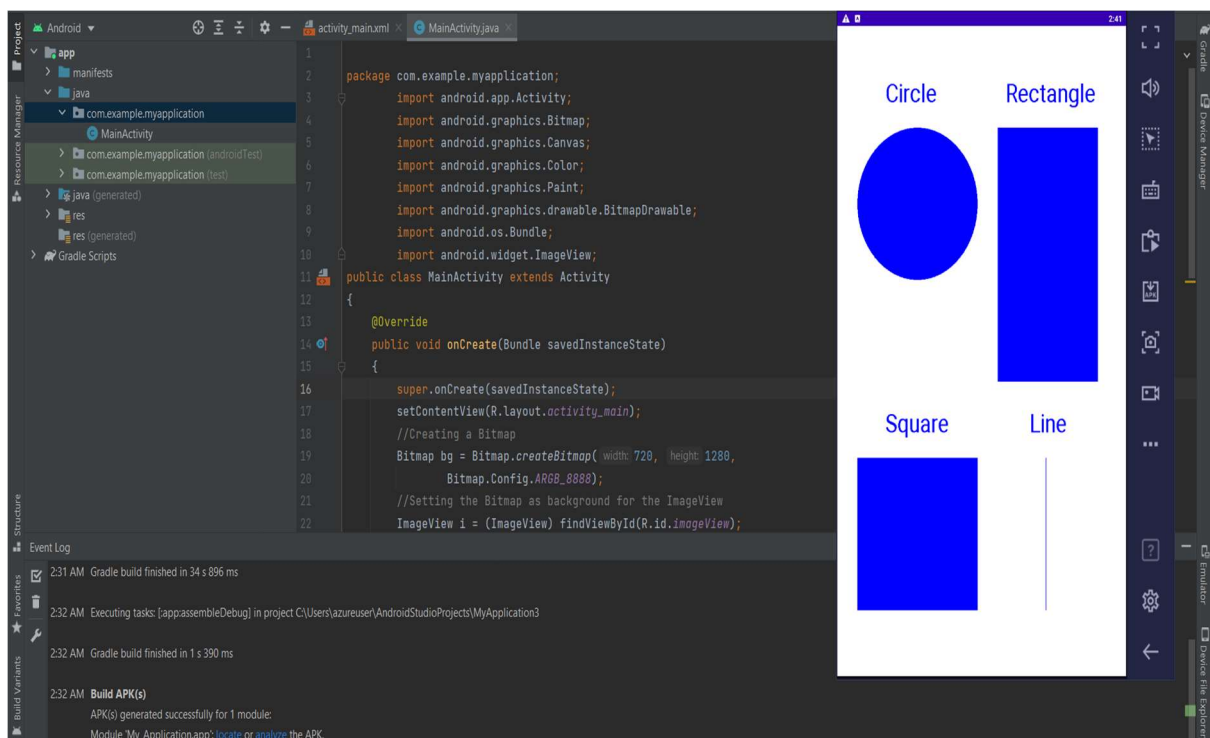 Android
activity_main.xml
MainActivity.java
Project
Resource Manager
Structure
Favorites
Build Variants
app
manifests
java
com.example.myapplication
MainActivity
com.example.myapplication (androidTest)
com.example.myapplication (test)
java (generated)
res
res (generated)
Gradle Scripts
1
2 package com.example.myapplication;
3 import android.app.Activity;
4 import android.graphics.Bitmap;
5 import android.graphics.Canvas;
6 import android.graphics.Color;
7 import android.graphics.Paint;
8 import android.graphics.drawable.BitmapDrawable;
9 import android.os.Bundle;
10 import android.widget.ImageView;
11 public class MainActivity extends Activity
12 {
13 @Override
14 public void onCreate(Bundle savedInstanceState)
15 {
16 super.onCreate(savedInstanceState);
17 setContentView(R.layout.activity_main);
18 //Creating a Bitmap
19 Bitmap bg = Bitmap.createBitmap( width: 720, height: 1280,
20 Bitmap.Config.ARGB_8888);
21 //Setting the Bitmap as background for the ImageView
22 ImageView i = (ImageView) findViewById(R.id.imageView);
2:41
Circle Rectangle
Square Line
APK
Gradle
Device Manager
Emulator
Device File Explorer
Event Log
2:31 AM Gradle build finished in 34 s 896 ms
2:32 AM Executing tasks: [:app:assembleDebug] in project C:\Users\azureuser\AndroidStudioProjects\MyApplication3
2:32 AM Gradle build finished in 1 s 390 ms
2:32 AM Build APK(s)
APK(s) generated successfully for 1 module:
Module 'My_Application.app': locate or analyze the APK.